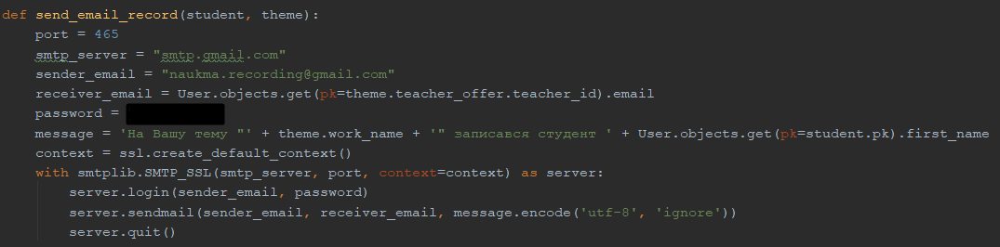 def send_email_record(student, theme):
    port = 465
    smtp_server = "smtp.gmail.com"
    sender_email = "naukma.recording@gmail.com"
    receiver_email = User.objects.get(pk=theme.teacher_offer.teacher_id).email
    password =
    message = 'На Вашу тему "' + theme.work_name + '" записався студент ' + User.objects.get(pk=student.pk).first_name
    context = ssl.create_default_context()
    with smtplib.SMTP_SSL(smtp_server, port, context=context) as server:
        server.login(sender_email, password)
        server.sendmail(sender_email, receiver_email, message.encode('utf-8', 'ignore'))
        server.quit()